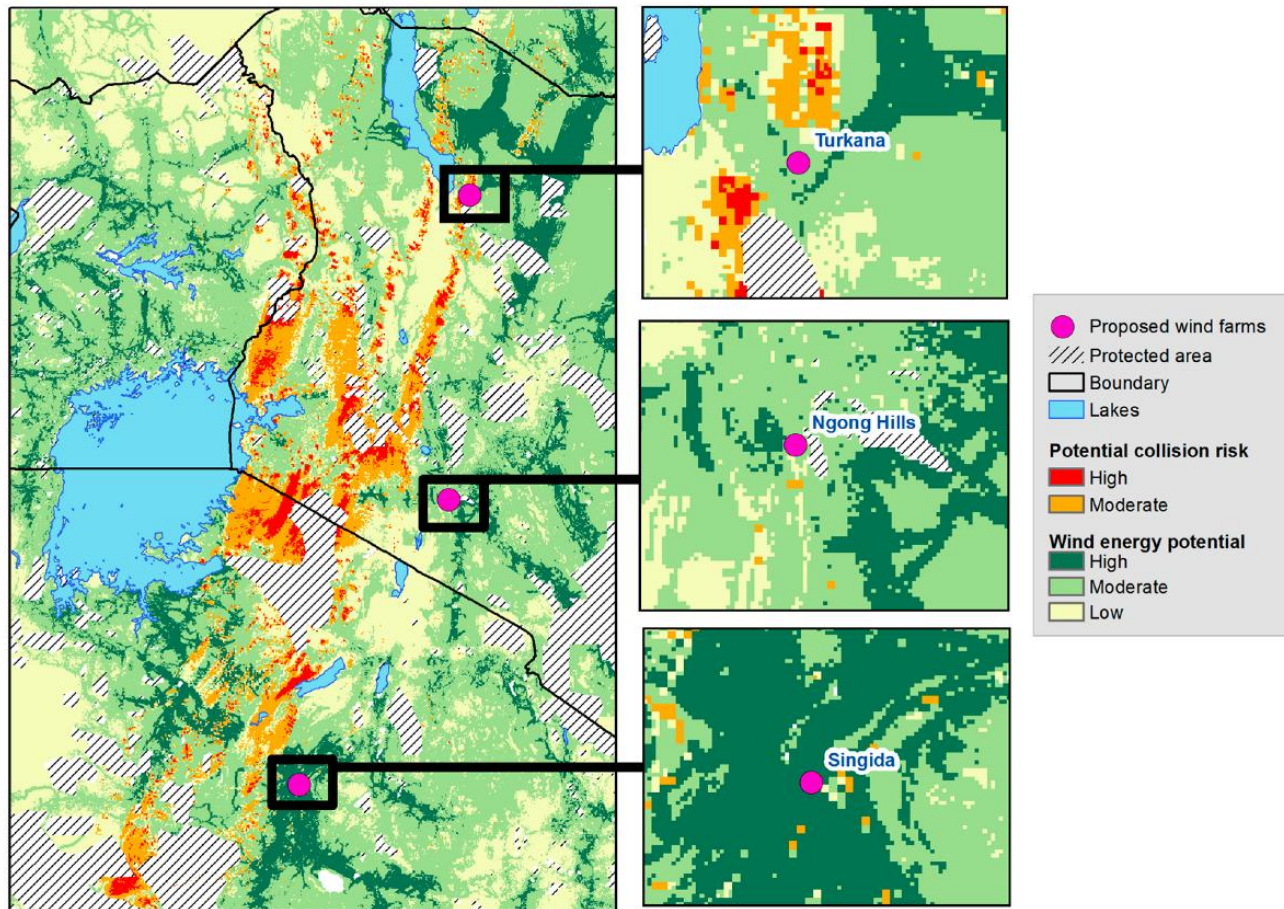 Turkana
Ngong Hills
Singida
Proposed wind farms
Protected area
Boundary
Lakes
Potential collision risk
High
Moderate
Wind energy potential
High
Moderate
Low